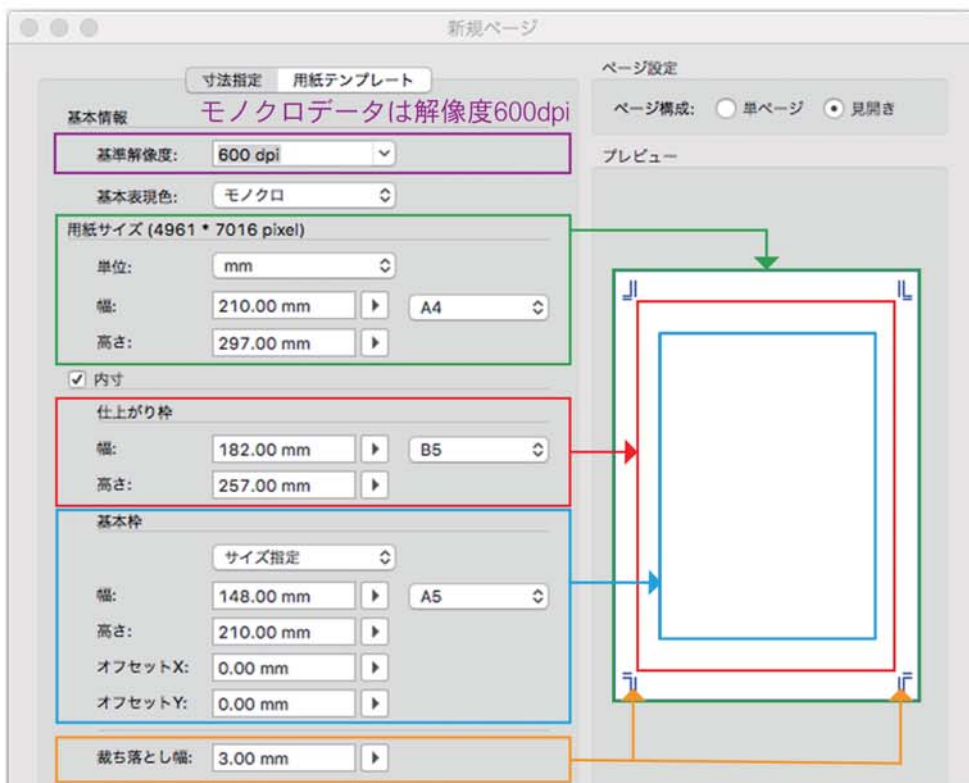 新規ページ
寸法指定 用紙テンプレート
基本情報
モノクロデータは解像度600dpi
基準解像度: 600 dpi
基本表現色: モノクロ
用紙サイズ (4961 * 7016 pixel)
単位: mm
幅: 210.00 mm A4
高さ: 297.00 mm
内寸
仕上がり枠
幅: 182.00 mm B5
高さ: 257.00 mm
基本枠
サイズ指定
幅: 148.00 mm A5
高さ: 210.00 mm
オフセットX: 0.00 mm
オフセットY: 0.00 mm
裁ち落とし幅: 3.00 mm
ページ設定
ページ構成: 単ページ 見開き
プレビュー